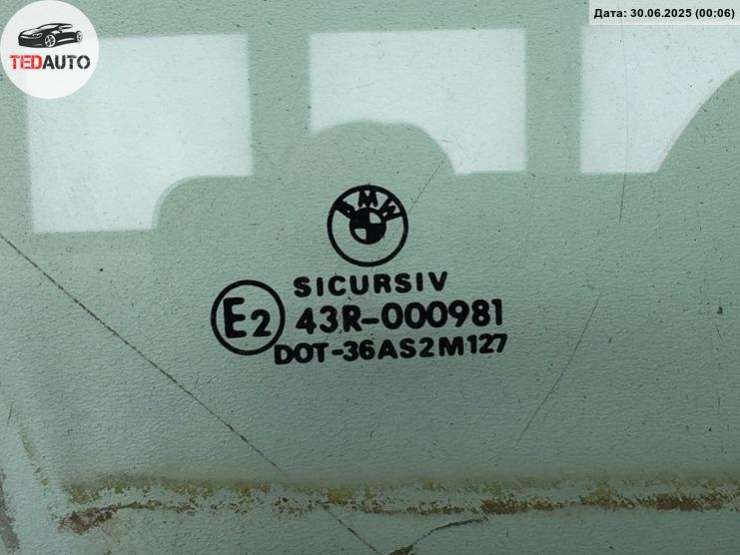 Дата: 30.06.2025 (00:06)
TEDAUTO
BMW
SICURSIV
E2 43R-000981
DOT-36AS2M127